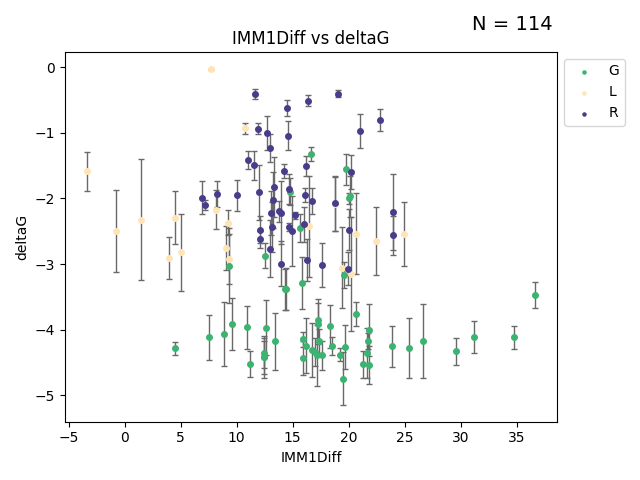 N = 114
IMM1Diff vs deltaG
G
L
R
0
−1
−2
−3
−4
−5
deltaG
−5 0 5 10 15 20 25 30 35
IMM1Diff